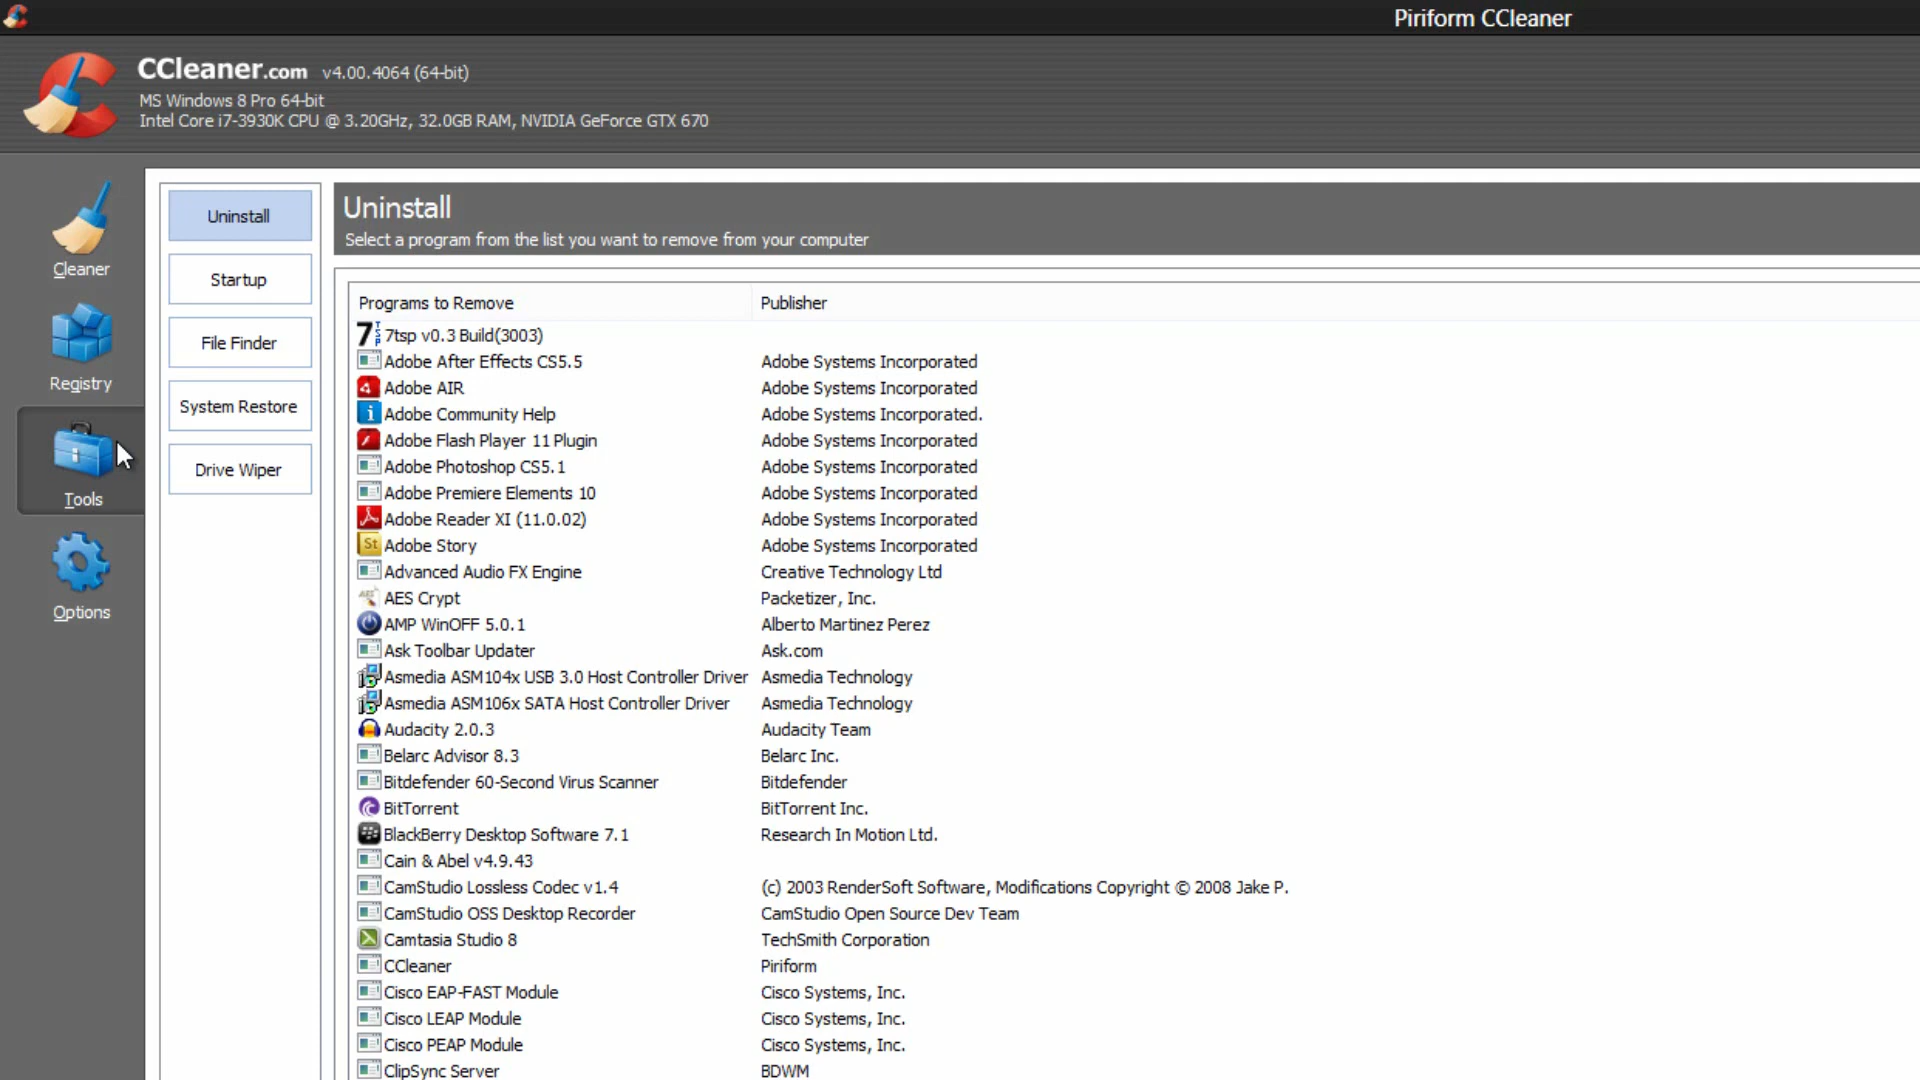 Piriform CCleaner
CCleaner.com v4.00.4064 (64-bit)
MS Windows 8 Pro 64-bit
Intel Core i7-3930K CPU @ 3.20GHz, 32.0GB RAM, NVIDIA GeForce GTX 670
Cleaner
Registry
Tools
Options
Uninstall
Startup
File Finder
System Restore
Drive Wiper
Uninstall
Select a program from the list you want to remove from your computer
Programs to Remove Publisher
7tsp v0.3 Build(3003)
Adobe After Effects CS5.5 Adobe Systems Incorporated
Adobe AIR Adobe Systems Incorporated
Adobe Community Help Adobe Systems Incorporated.
Adobe Flash Player 11 Plugin Adobe Systems Incorporated
Adobe Photoshop CS5.1 Adobe Systems Incorporated
Adobe Premiere Elements 10 Adobe Systems Incorporated
Adobe Reader XI (11.0.02) Adobe Systems Incorporated
St Adobe Story Adobe Systems Incorporated
Advanced Audio FX Engine Creative Technology Ltd
AES Crypt Packetizer, Inc.
AMP WinOFF 5.0.1 Alberto Martinez Perez
Ask Toolbar Updater Ask.com
Asmedia ASM104x USB 3.0 Host Controller Driver Asmedia Technology
Asmedia ASM106x SATA Host Controller Driver Asmedia Technology
Audacity 2.0.3 Audacity Team
Belarc Advisor 8.3 Belarc Inc.
Bitdefender 60-Second Virus Scanner Bitdefender
BitTorrent BitTorrent Inc.
BlackBerry Desktop Software 7.1 Research In Motion Ltd.
Cain & Abel v4.9.43
CamStudio Lossless Codec v1.4 (c) 2003 RenderSoft Software, Modifications Copyright © 2008 Jake P.
CamStudio OSS Desktop Recorder CamStudio Open Source Dev Team
Camtasia Studio 8 TechSmith Corporation
CCleaner Piriform
Cisco EAP-FAST Module Cisco Systems, Inc.
Cisco LEAP Module Cisco Systems, Inc.
Cisco PEAP Module Cisco Systems, Inc.
ClipSync Server BDWM